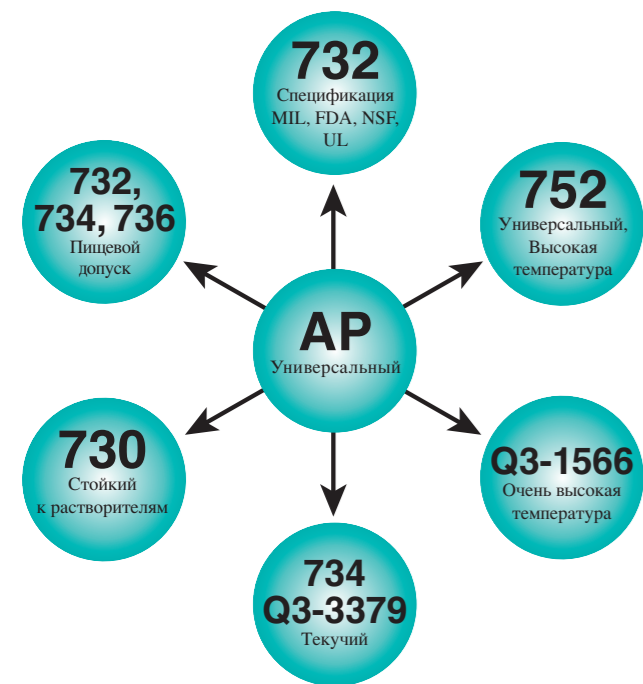 732
Спецификация
MIL, FDA, NSF,
UL
732,
734, 736
Пищевой
допуск
752
Универсальный,
Высокая
температура
AP
Универсальный
730
Стойкий
к растворителям
Q3-1566
Очень высокая
температура
734
Q3-3379
Текучий